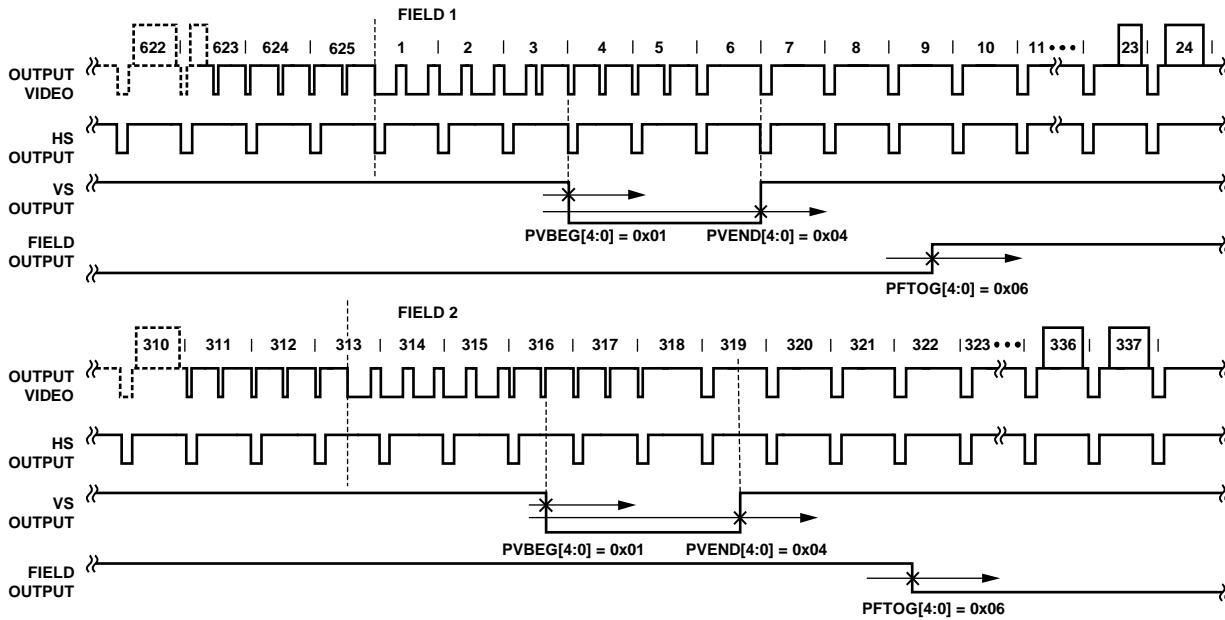 FIELD 1
622 623 624 625 1 2 3 4 5 6 7 8 9 10 11 ••• 23 24
OUTPUT
VIDEO
HS
OUTPUT
VS
OUTPUT
PVBEG[4:0] = 0x01 PVEND[4:0] = 0x04
FIELD
OUTPUT
PFTOG[4:0] = 0x06
FIELD 2
310 311 312 313 314 315 316 317 318 319 320 321 322 323 •••• 336 337
OUTPUT
VIDEO
HS
OUTPUT
VS
OUTPUT
PVBEG[4:0] = 0x01 PVEND[4:0] = 0x04
FIELD
OUTPUT
PFTOG[4:0] = 0x06